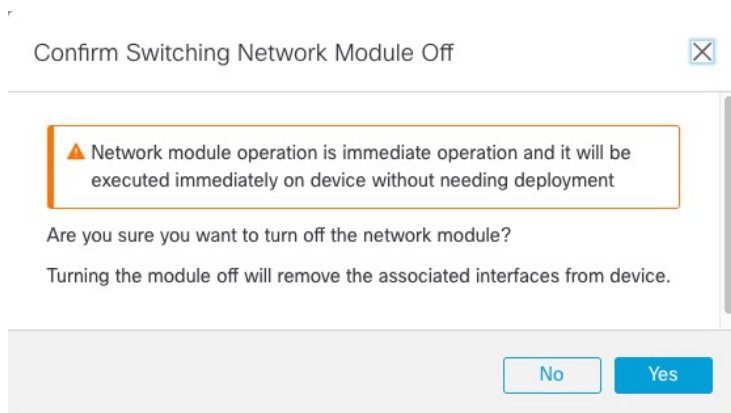 Confirm Switching Network Module Off
Network module operation is immediate operation and it will be
executed immediately on device without needing deployment
Are you sure you want to turn off the network module?
Turning the module off will remove the associated interfaces from device.
No
Yes